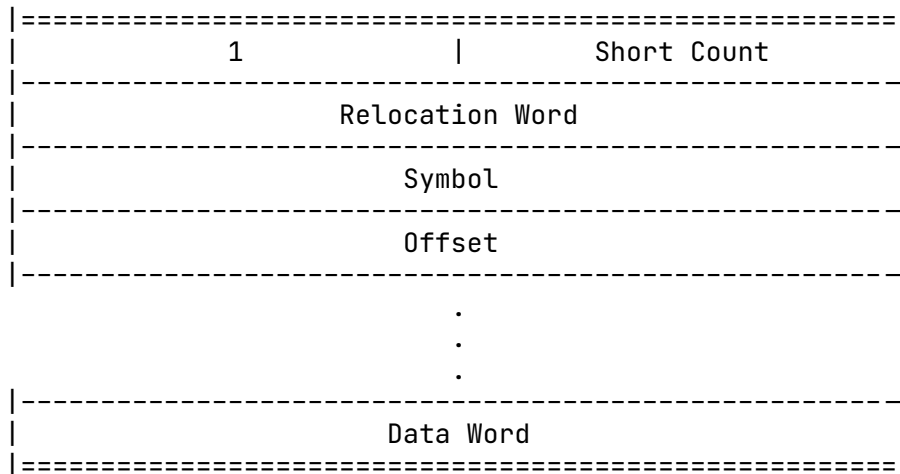 |=======================================================
| 1 | Short Count
|-------------------------------------------------------
| Relocation Word
|-------------------------------------------------------
| Symbol
|-------------------------------------------------------
| Offset
|-------------------------------------------------------
.
.
.
|-------------------------------------------------------
| Data Word
|=======================================================